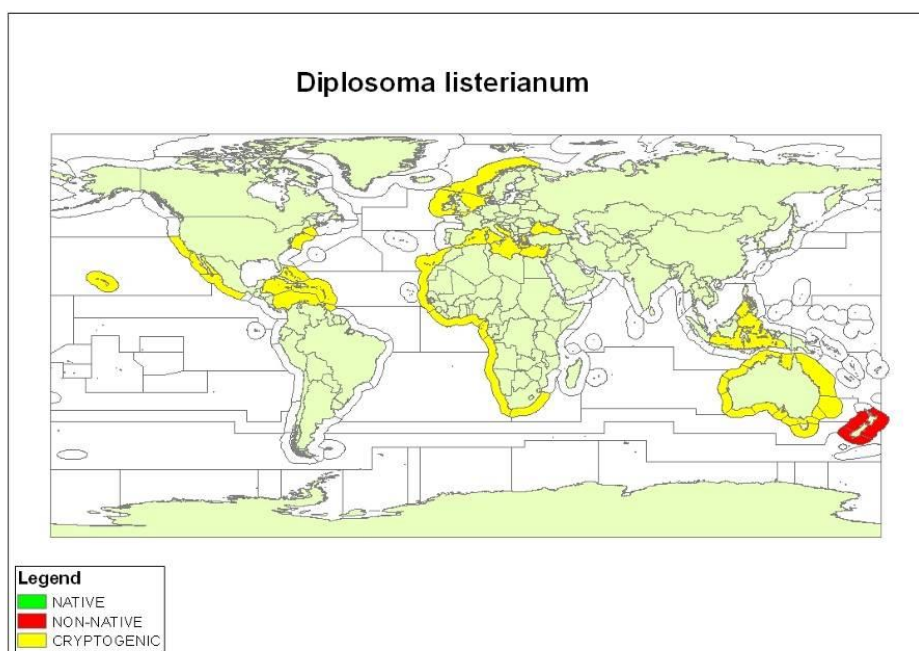 Diplosoma listerianum
Legend
NATIVE
NON-NATIVE
CRYPTOGENIC